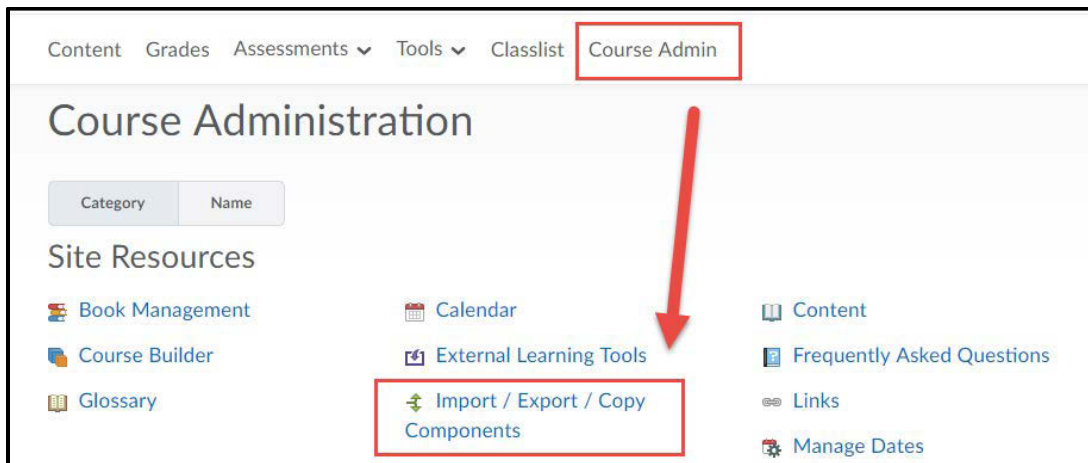 Content Grades Assessments Tools Classlist Course Admin
Course Administration
Category Name
Site Resources
Book Management
Course Builder
Glossary
Calendar
External Learning Tools
Import / Export / Copy
Components
Content
Frequently Asked Questions
Links
Manage Dates